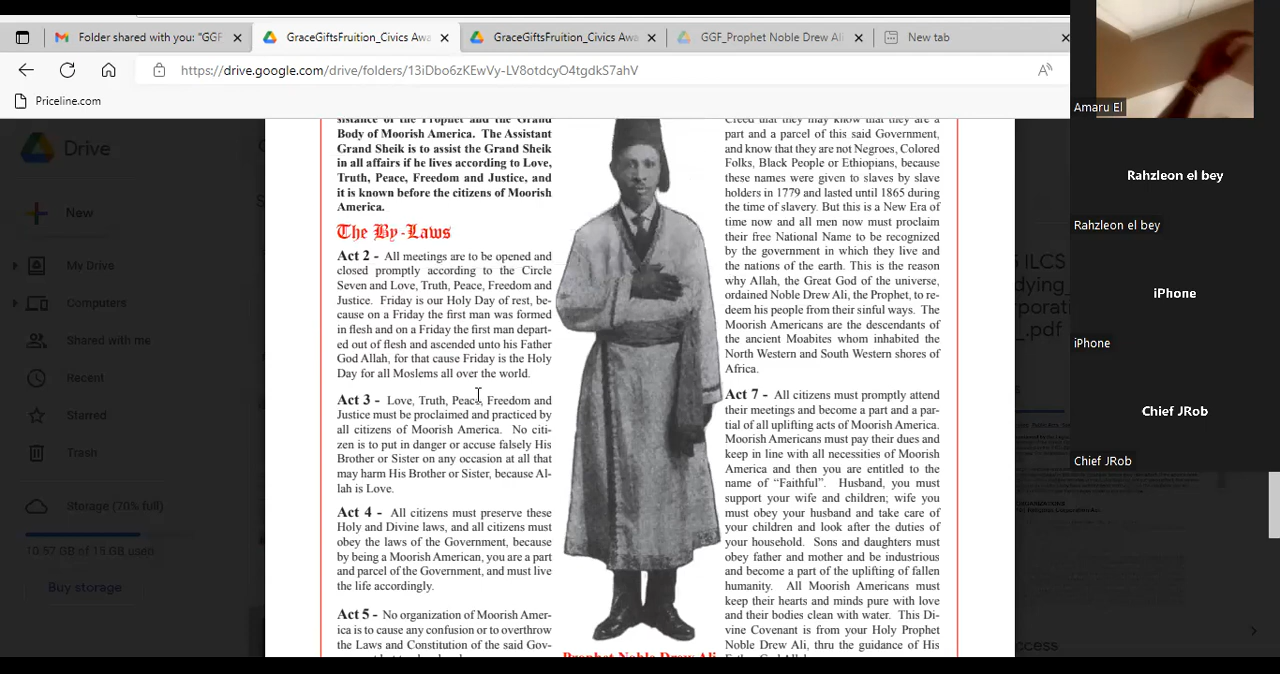 Folder shared with you: "GGF
GraceGiftsFruition_Civics Awa
GraceGiftsFruition_Civics Awa
GGF_Prophet Noble Drew Ali
New tab
https://drive.google.com/drive/folders/13iDbo6zKEwVy-LV8otdcyO4tgdkS7ahV
Priceline.com
Drive
New
My Drive
Computers
Shared with me
Recent
Starred
Trash
Storage (70% full)
10.57 GB of 15 GB used
Buy storage
sistance of the Prophet and the Grand
Body of Moorish America. The Assistant
Grand Sheik is to assist the Grand Sheik
in all affairs if he lives according to Love,
Truth, Peace, Freedom and Justice, and
it is known before the citizens of Moorish
America.
The By-Laws
Act 2 - All meetings are to be opened and
closed promptly according to the Circle
Seven and Love, Truth, Peace, Freedom and
Justice. Friday is our Holy Day of rest, be-
cause on a Friday the first man was formed
in flesh and on a Friday the first man depart-
ed out of flesh and ascended unto his Father
God Allah, for that cause Friday is the Holy
Day for all Moslems all over the world.
Act 3 - Love, Truth, Peace, Freedom and
Justice must be proclaimed and practiced by
all citizens of Moorish America. No citi-
zen is to put in danger or accuse falsely His
Brother or Sister on any occasion at all that
may harm His Brother or Sister, because Al-
lah is Love.
Act 4 - All citizens must preserve these
Holy and Divine laws, and all citizens must
obey the laws of the Government, because
by being a Moorish American, you are a part
and parcel of the Government, and must live
the life accordingly.
Act 5 - No organization of Moorish Amer-
ica is to cause any confusion or to overthrow
the Laws and Constitution of the said Gov-
Prophet Noble Drew Ali
Creed that they may know that they are a
part and a parcel of this said Government,
and know that they are not Negroes, Colored
Folks, Black People or Ethiopians, because
these names were given to slaves by slave
holders in 1779 and lasted until 1865 during
the time of slavery. But this is a New Era of
time now and all men now must proclaim
their free National Name to be recognized
by the government in which they live and
the nations of the earth. This is the reason
why Allah, the Great God of the universe,
ordained Noble Drew Ali, the Prophet, to re-
deem his people from their sinful ways. The
Moorish Americans are the descendants of
the ancient Moabites whom inhabited the
North Western and South Western shores of
Africa.
Act 7 - All citizens must promptly attend
their meetings and become a part and a par-
tial of all uplifting acts of Moorish America.
Moorish Americans must pay their dues and
keep in line with all necessities of Moorish
America and then you are entitled to the
name of “Faithful”. Husband, you must
support your wife and children; wife you
must obey your husband and take care of
your children and look after the duties of
your household. Sons and daughters must
obey father and mother and be industrious
and become a part of the uplifting of fallen
humanity. All Moorish Americans must
keep their hearts and minds pure with love
and their bodies clean with water. This Di-
vine Covenant is from your Holy Prophet
Noble Drew Ali, thru the guidance of His
Father God Allah
Amaru El
Rahzleon el bey
Rahzleon el bey
iPhone
iPhone
Chief JRob
Chief JRob